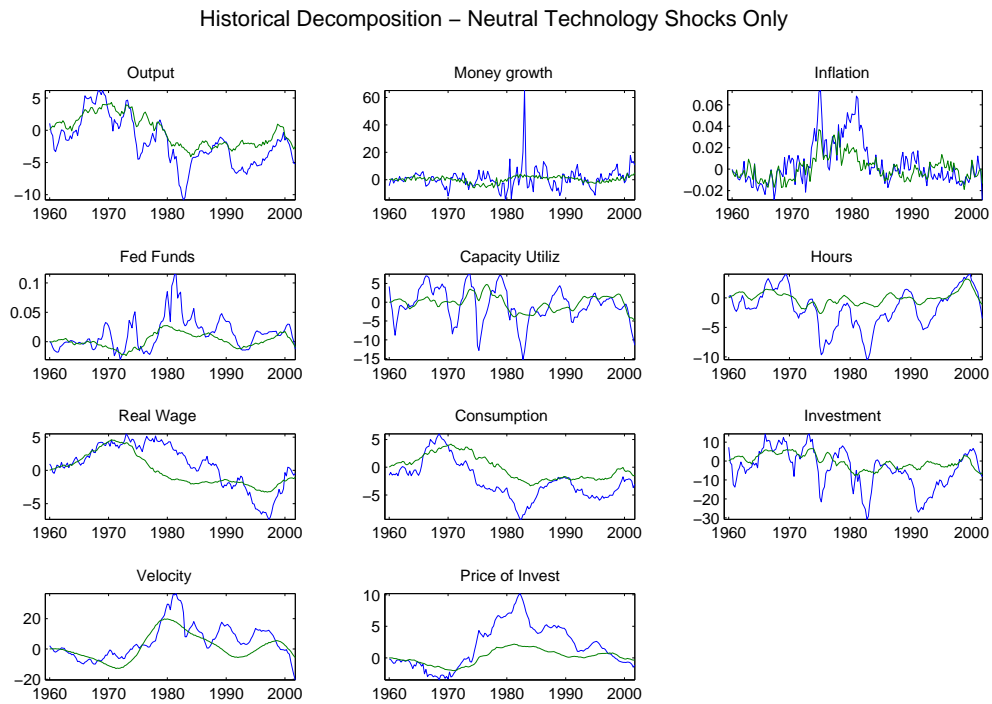 Historical Decomposition − Neutral Technology Shocks Only
Output
5
0
−5
−10
1960 1970 1980 1990 2000
Money growth
60
40
20
0
1960 1970 1980 1990 2000
Inflation
0.06
0.04
0.02
0
−0.02
1960 1970 1980 1990 2000
Fed Funds
0.1
0.05
0
1960 1970 1980 1990 2000
Capacity Utiliz
5
0
−5
−10
−15
1960 1970 1980 1990 2000
Hours
0
−5
−10
1960 1970 1980 1990 2000
Real Wage
5
0
−5
1960 1970 1980 1990 2000
Consumption
5
0
−5
1960 1970 1980 1990 2000
Investment
10
0
−10
−20
−30
1960 1970 1980 1990 2000
Velocity
20
0
−20
1960 1970 1980 1990 2000
Price of Invest
10
5
0
1960 1970 1980 1990 2000